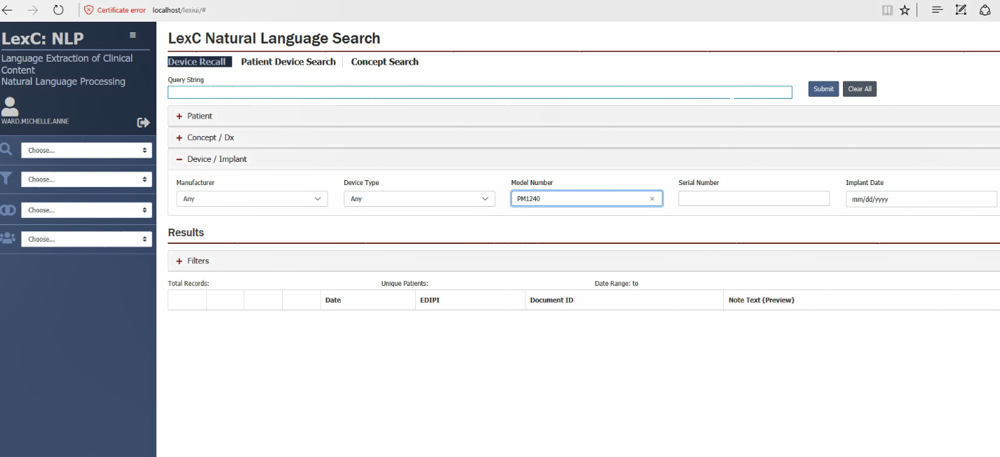 Certificate error localhost/lexiui/#
LexC: NLP
Language Extraction of Clinical
Content
Natural Language Processing
WARD.MICHELLE.ANNE
Choose...
Choose...
Choose...
Choose...
LexC Natural Language Search
Device Recall Patient Device Search Concept Search
Query String
Submit Clear All
+ Patient
+ Concept / Dx
− Device / Implant
Manufacturer Device Type Model Number Serial Number Implant Date
Any Any PM1240 × mm/dd/yyyy
Results
+ Filters
Total Records: Unique Patients: Date Range: to
Date EDIPI Document ID Note Text (Preview)